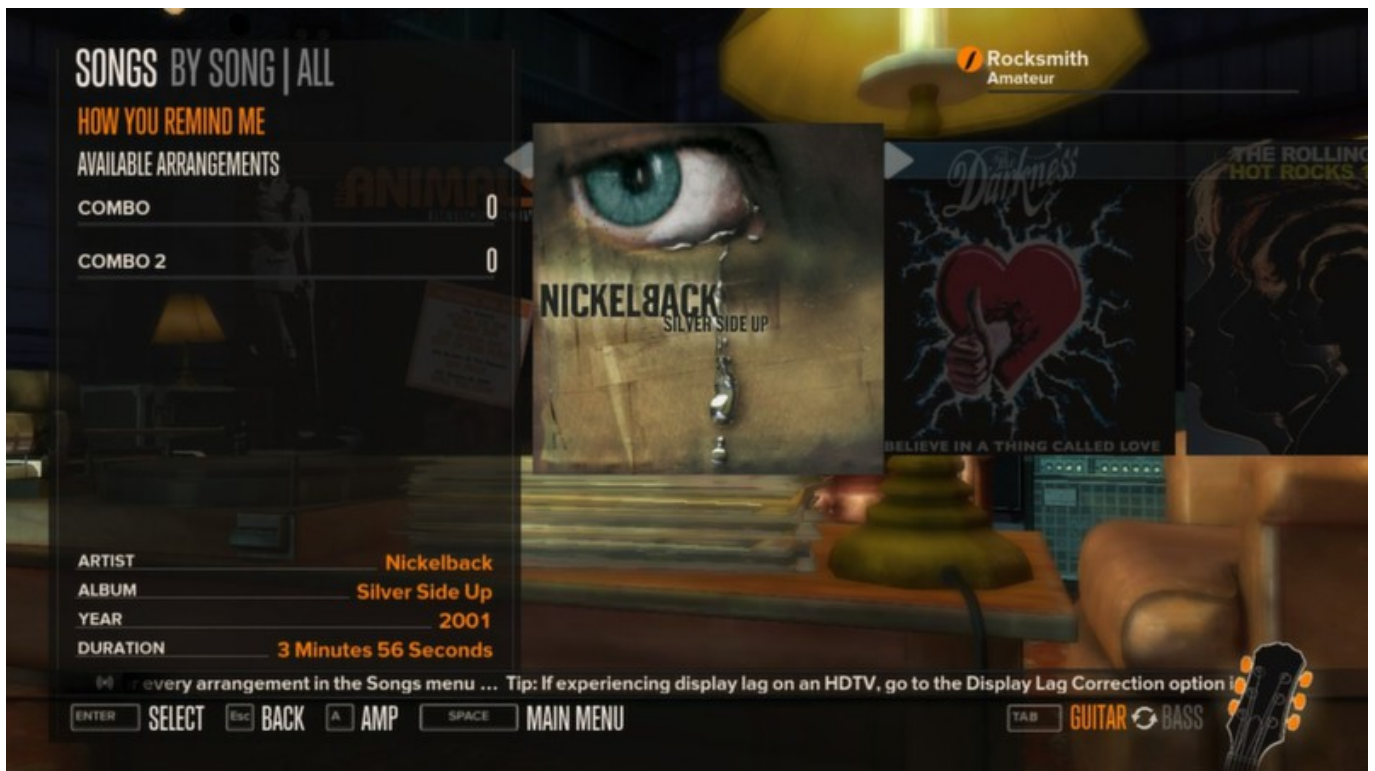 SONGS BY SONG | ALL
HOW YOU REMIND ME
AVAILABLE ARRANGEMENTS
COMBO 0
COMBO 2 0
Rocksmith
Amateur
ANIMALS
NICKELBACK
SILVER SIDE UP
The
Darkness
BELIEVE IN A THING CALLED LOVE
THE ROLLING
HOT ROCKS 1
ARTIST Nickelback
ALBUM Silver Side Up
YEAR 2001
DURATION 3 Minutes 56 Seconds
r every arrangement in the Songs menu ... Tip: If experiencing display lag on an HDTV, go to the Display Lag Correction option i
ENTER SELECT Esc BACK A AMP SPACE MAIN MENU TAB GUITAR BASS